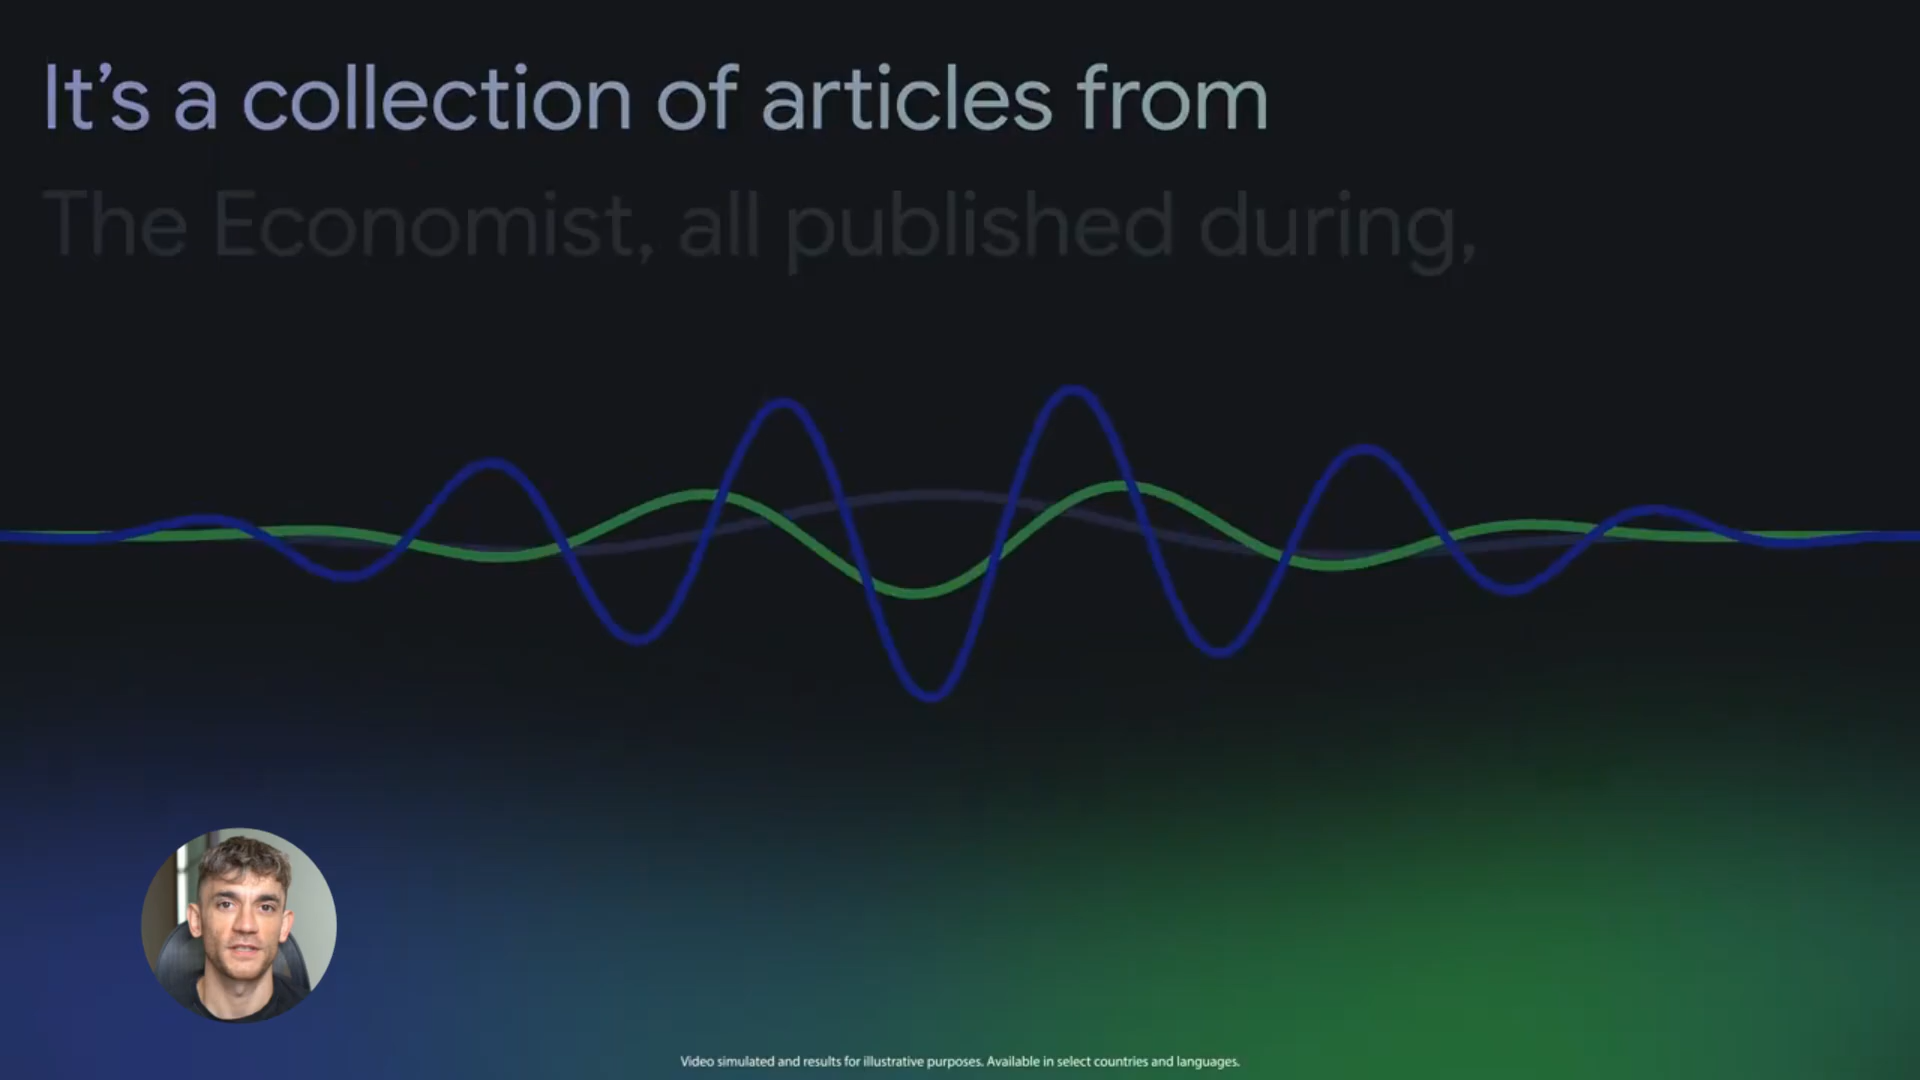 It’s a collection of articles from
The Economist, all published during,
Video simulated and results for illustrative purposes. Available in select countries and languages.